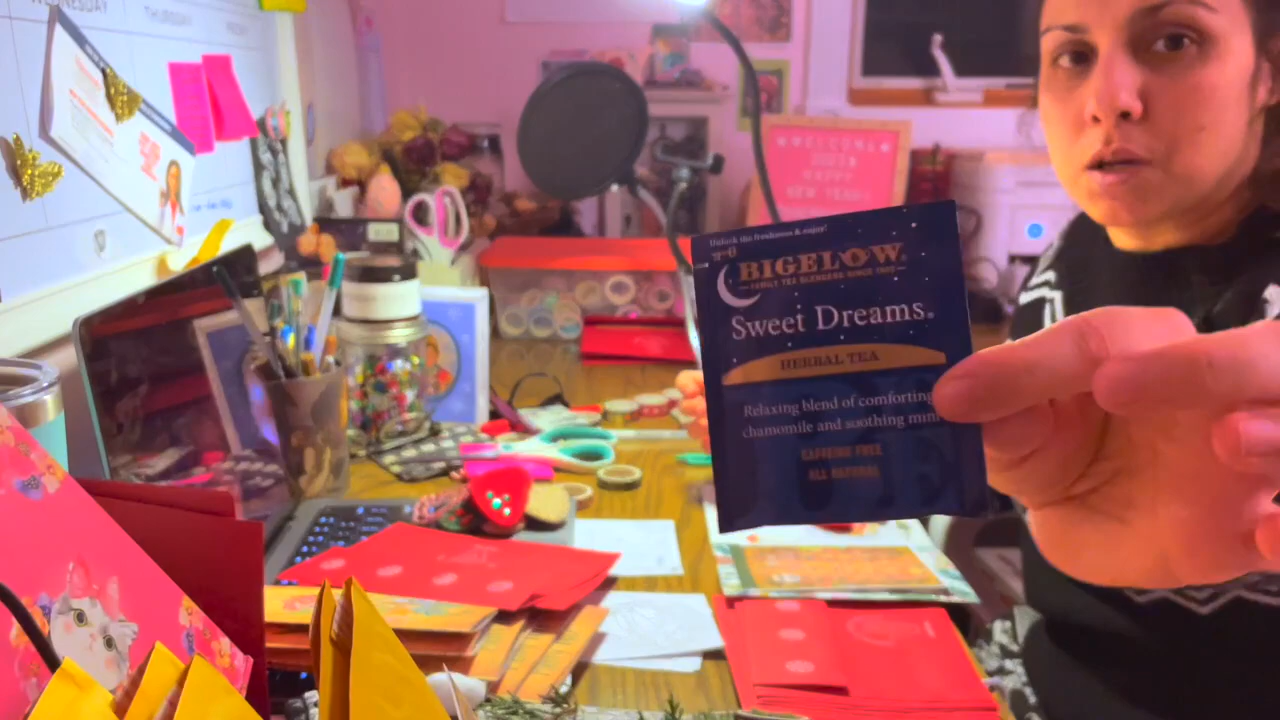 THURSDAY
Unlock the freshness & enjoy!
BIGELOW
FAMILY TEA BLENDERS SINCE 1945
Sweet Dreams
HERBAL TEA
Relaxing blend of comforting
chamomile and soothing mint
CAFFEINE FREE
ALL NATURAL
WELCOME
HAPPY
NEW YEAR